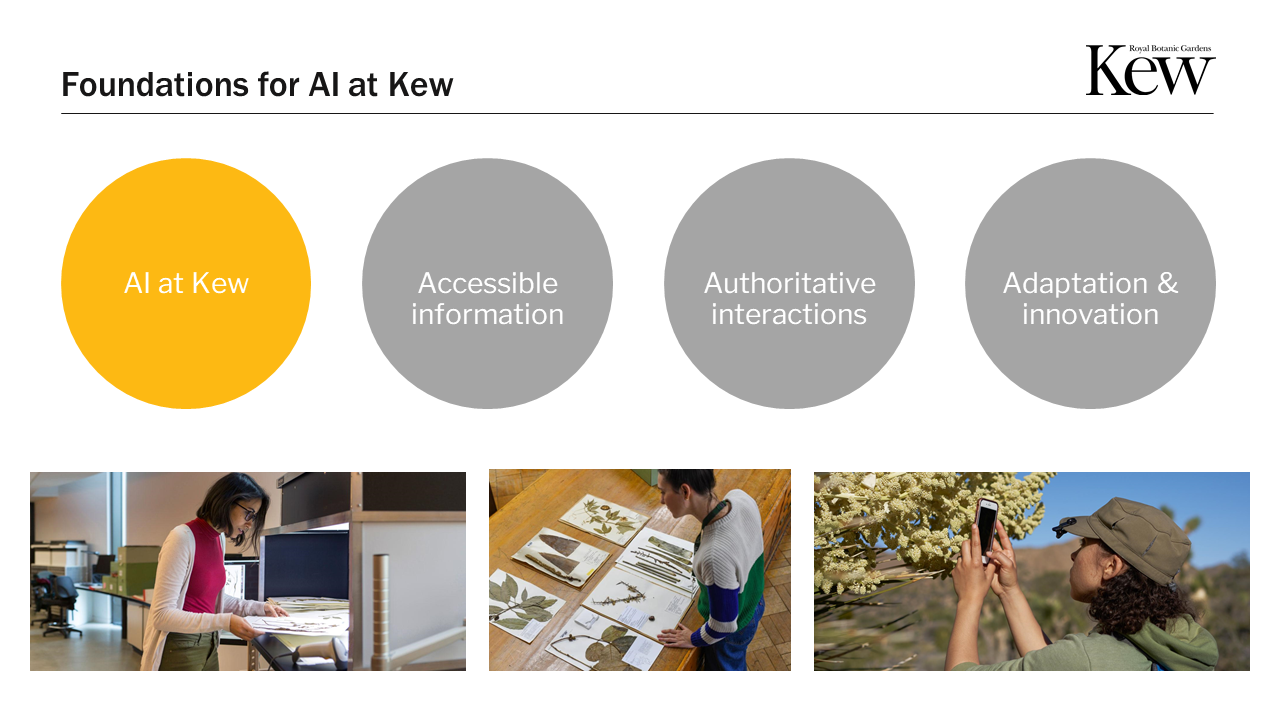 Royal Botanic Gardens
Kew
Foundations for AI at Kew
AI at Kew
Accessible
information
Authoritative
interactions
Adaptation &
innovation